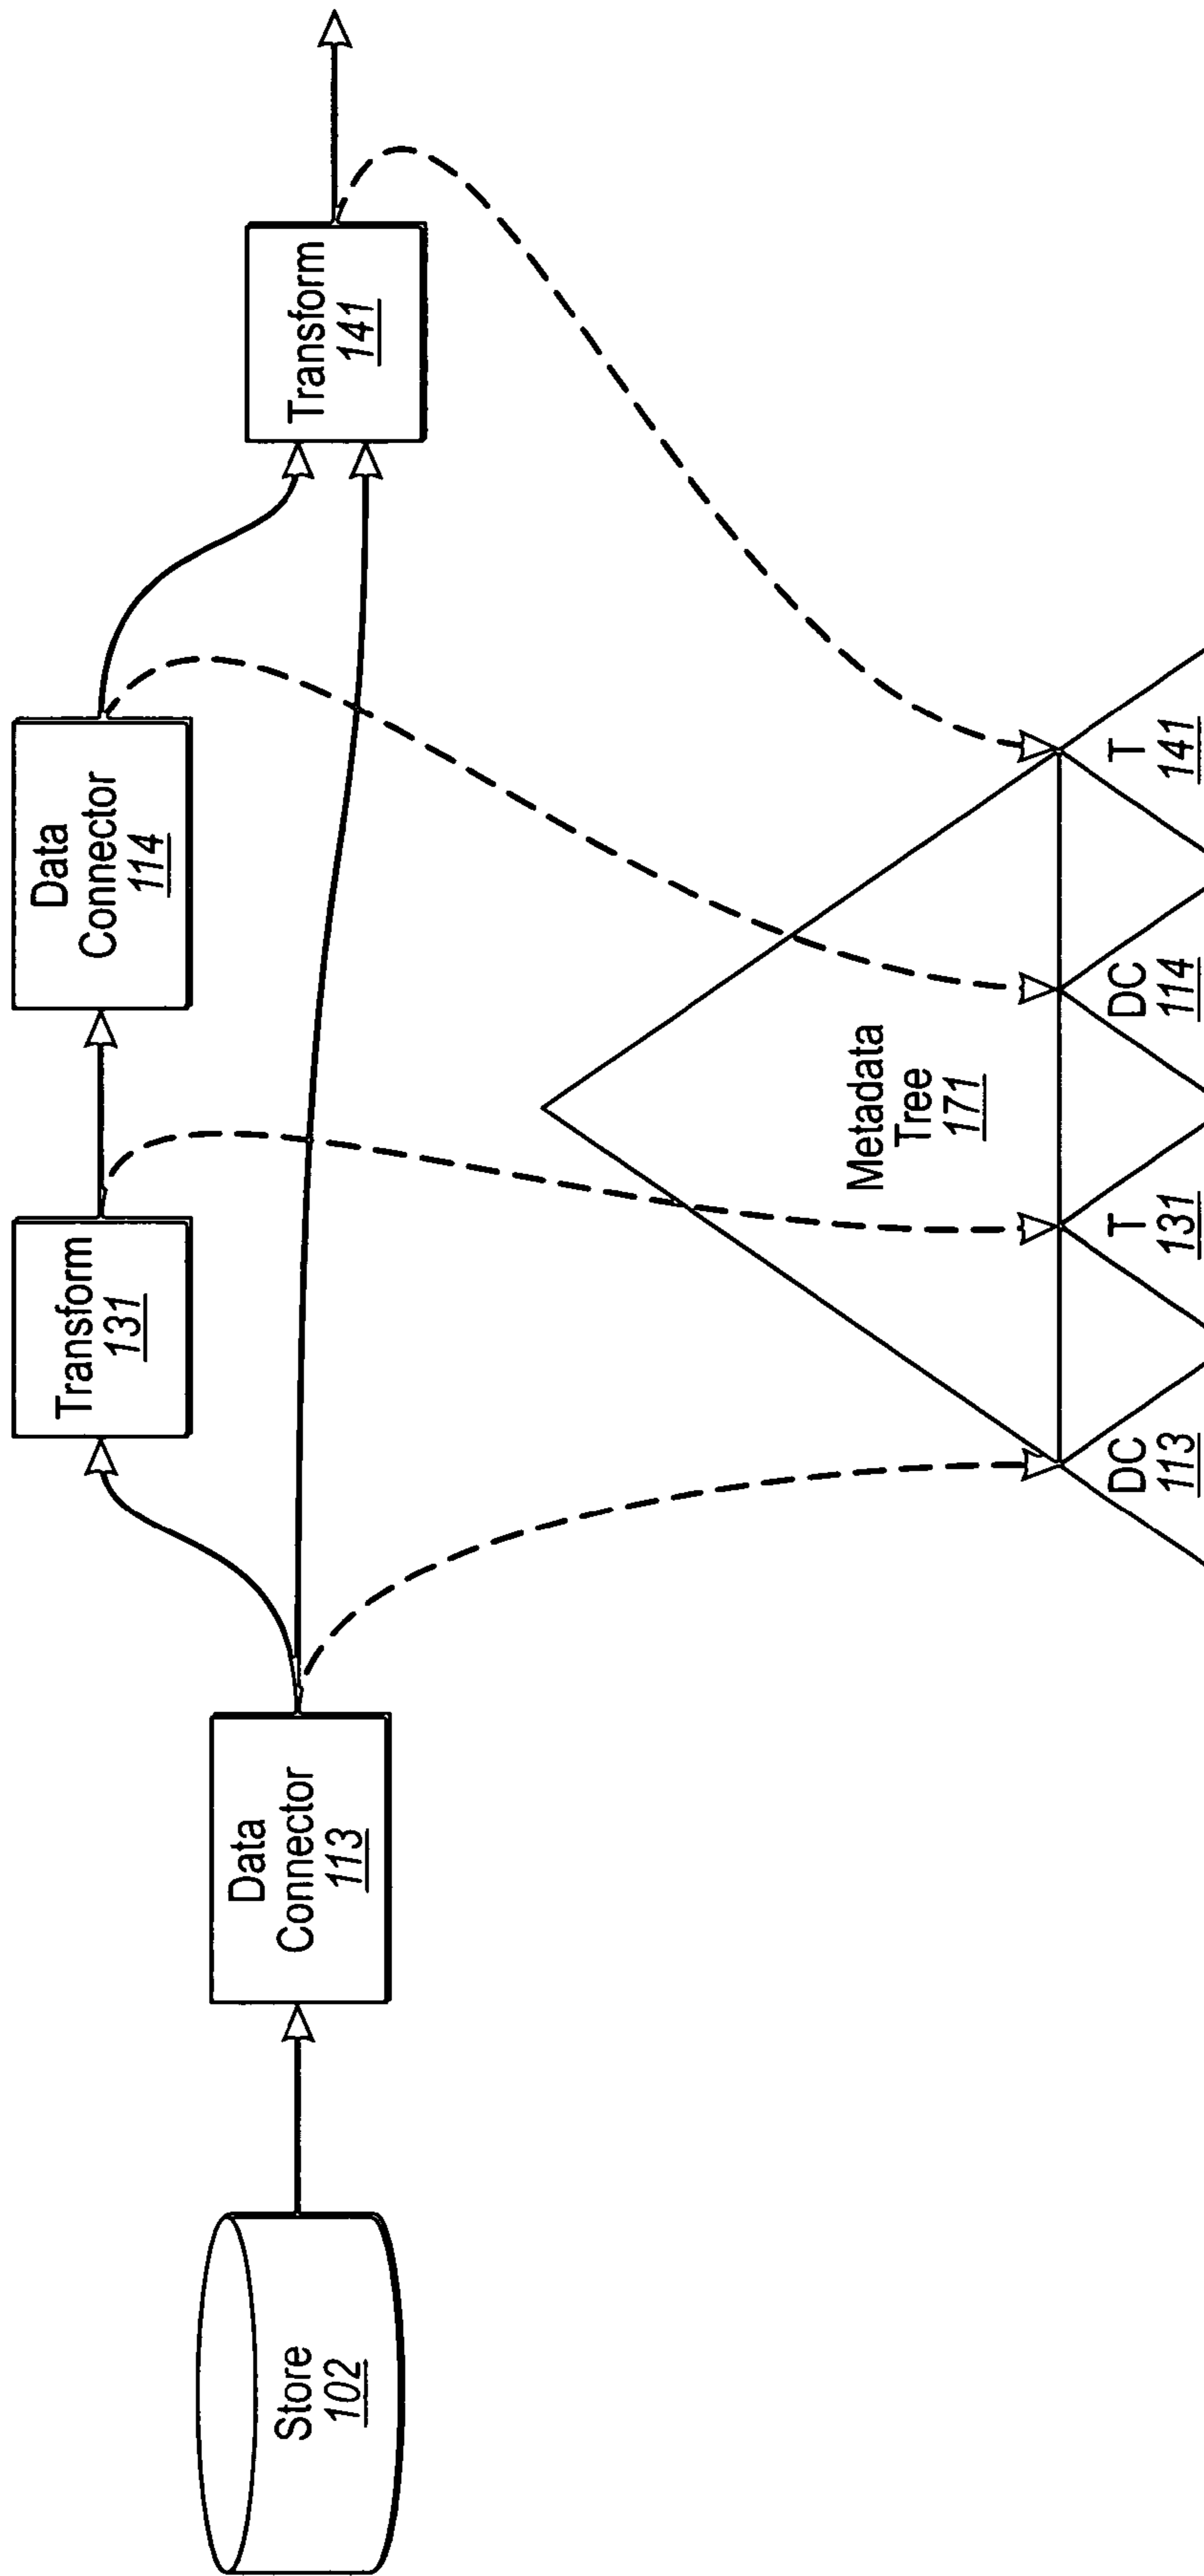 Store
102
Data
Connector
113
Transform
131
Data
Connector
114
Transform
141
Metadata
Tree
171
DC
113
T
131
DC
114
T
141